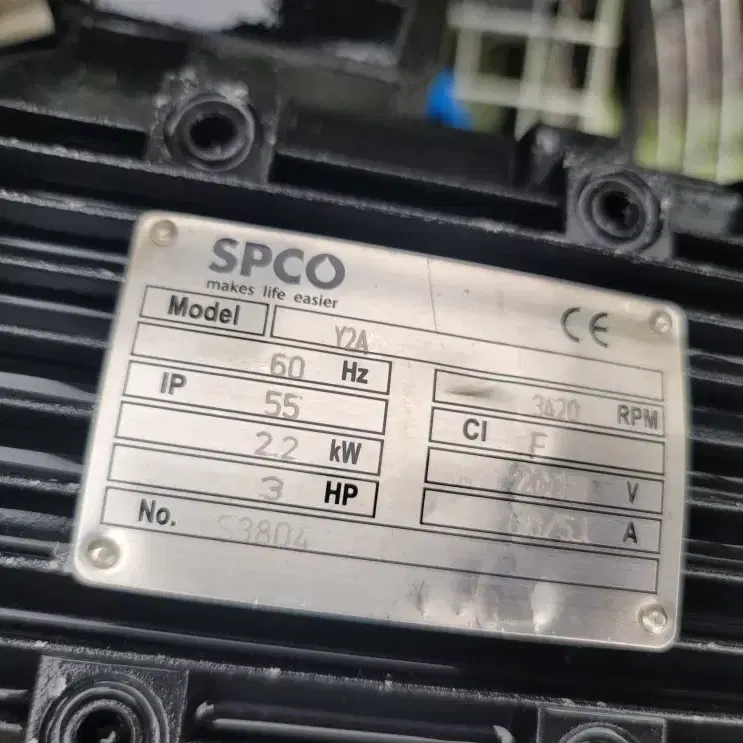 SPCO
makes life easier
CE
Model Y2A
60 Hz
3420 RPM
IP 55
Cl F
2.2 kW
V
3 HP
A
No. S3804